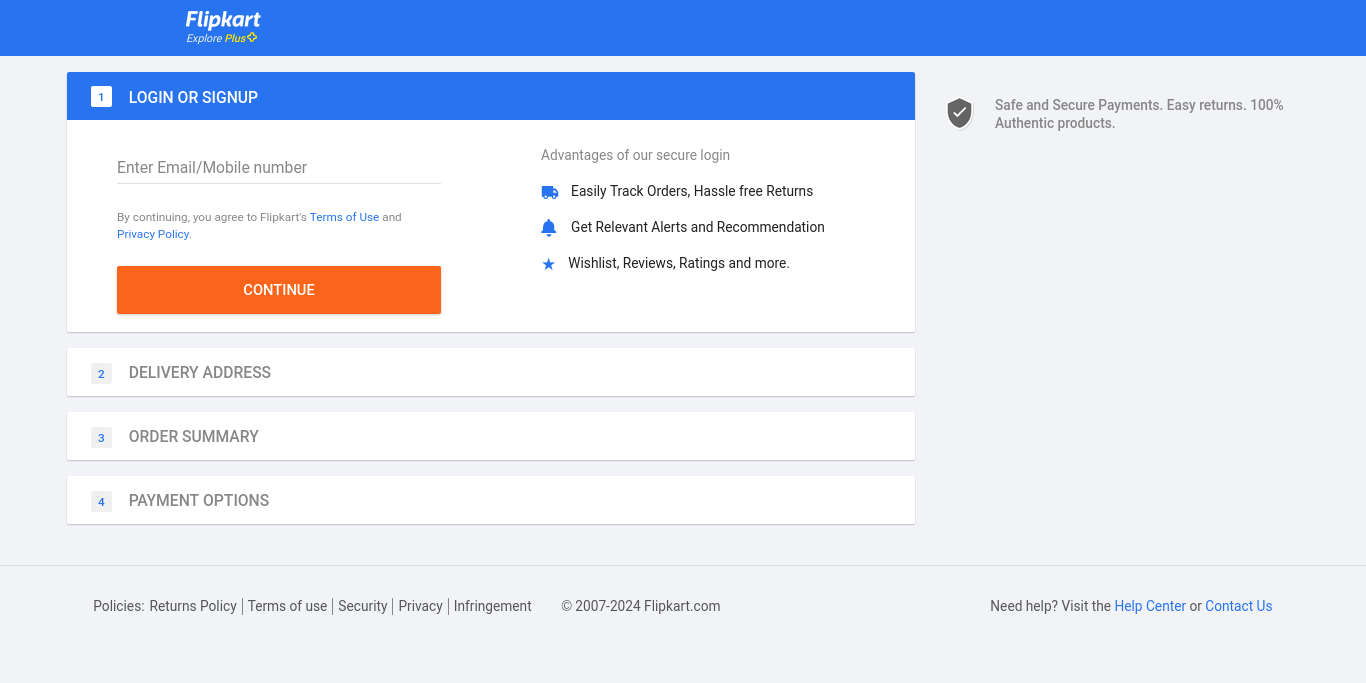 Flipkart
Explore Plus
1 LOGIN OR SIGNUP
Enter Email/Mobile number
By continuing, you agree to Flipkart's Terms of Use and
Privacy Policy.
CONTINUE
Advantages of our secure login
Easily Track Orders, Hassle free Returns
Get Relevant Alerts and Recommendation
Wishlist, Reviews, Ratings and more.
Safe and Secure Payments. Easy returns. 100%
Authentic products.
2 DELIVERY ADDRESS
3 ORDER SUMMARY
4 PAYMENT OPTIONS
Policies: Returns Policy | Terms of use | Security | Privacy | Infringement © 2007-2024 Flipkart.com Need help? Visit the Help Center or Contact Us